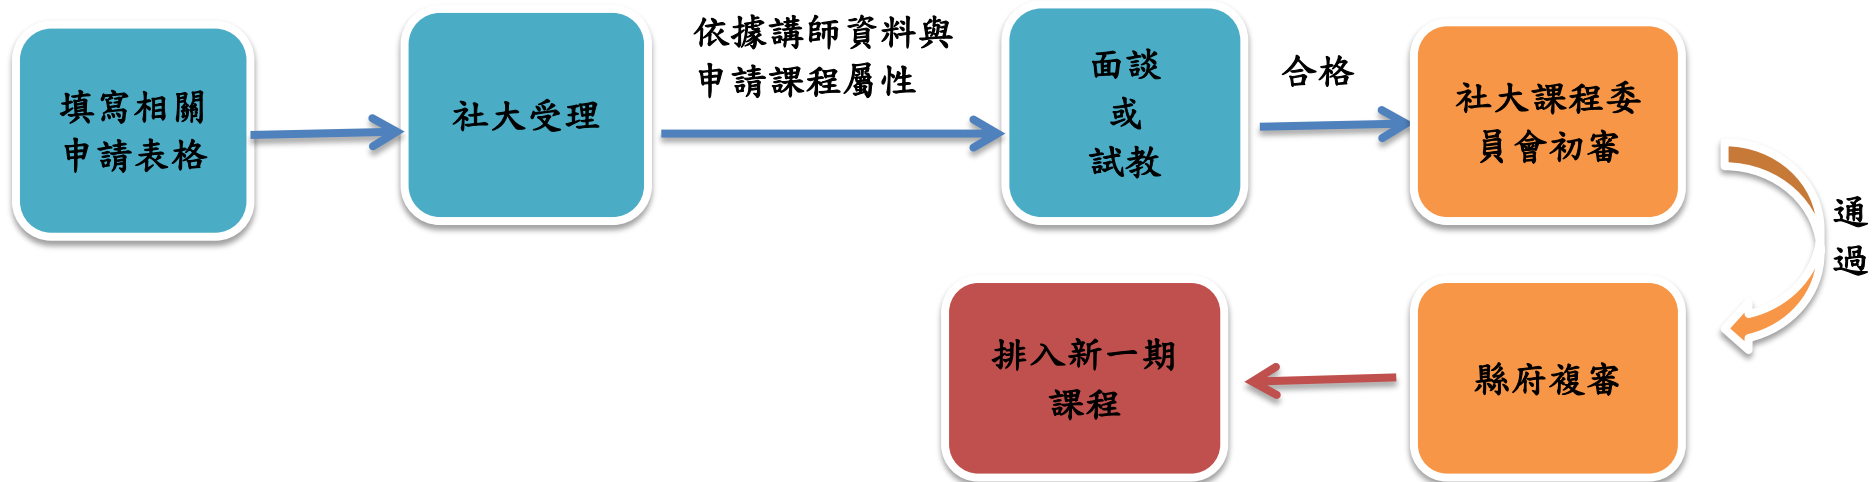 填寫相關
申請表格
社大受理
依據講師資料與
申請課程屬性
面談
或
試教
合格
社大課程委
員會初審
通
過
縣府複審
排入新一期
課程